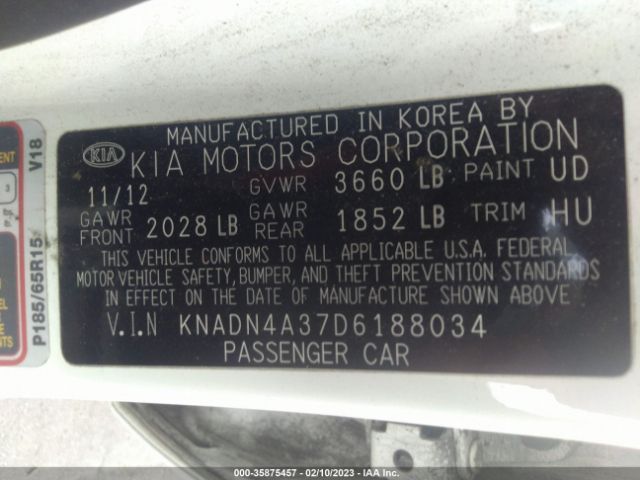 MANUFACTURED IN KOREA BY
KIA KIA MOTORS CORPORATION
11/12 GVWR 3660 LB PAINT UD
GAWR FRONT 2028 LB GAWR REAR 1852 LB TRIM HU
THIS VEHICLE CONFORMS TO ALL APPLICABLE U.S.A. FEDERAL
MOTOR VEHICLE SAFETY, BUMPER, AND THEFT PREVENTION STANDARDS
IN EFFECT ON THE DATE OF MANUFACTURE SHOWN ABOVE
V.I.N KNADN4A37D6188034
PASSENGER CAR
V18
P185/65R15
3
000-35875457 - 02/10/2023 - IAA Inc.